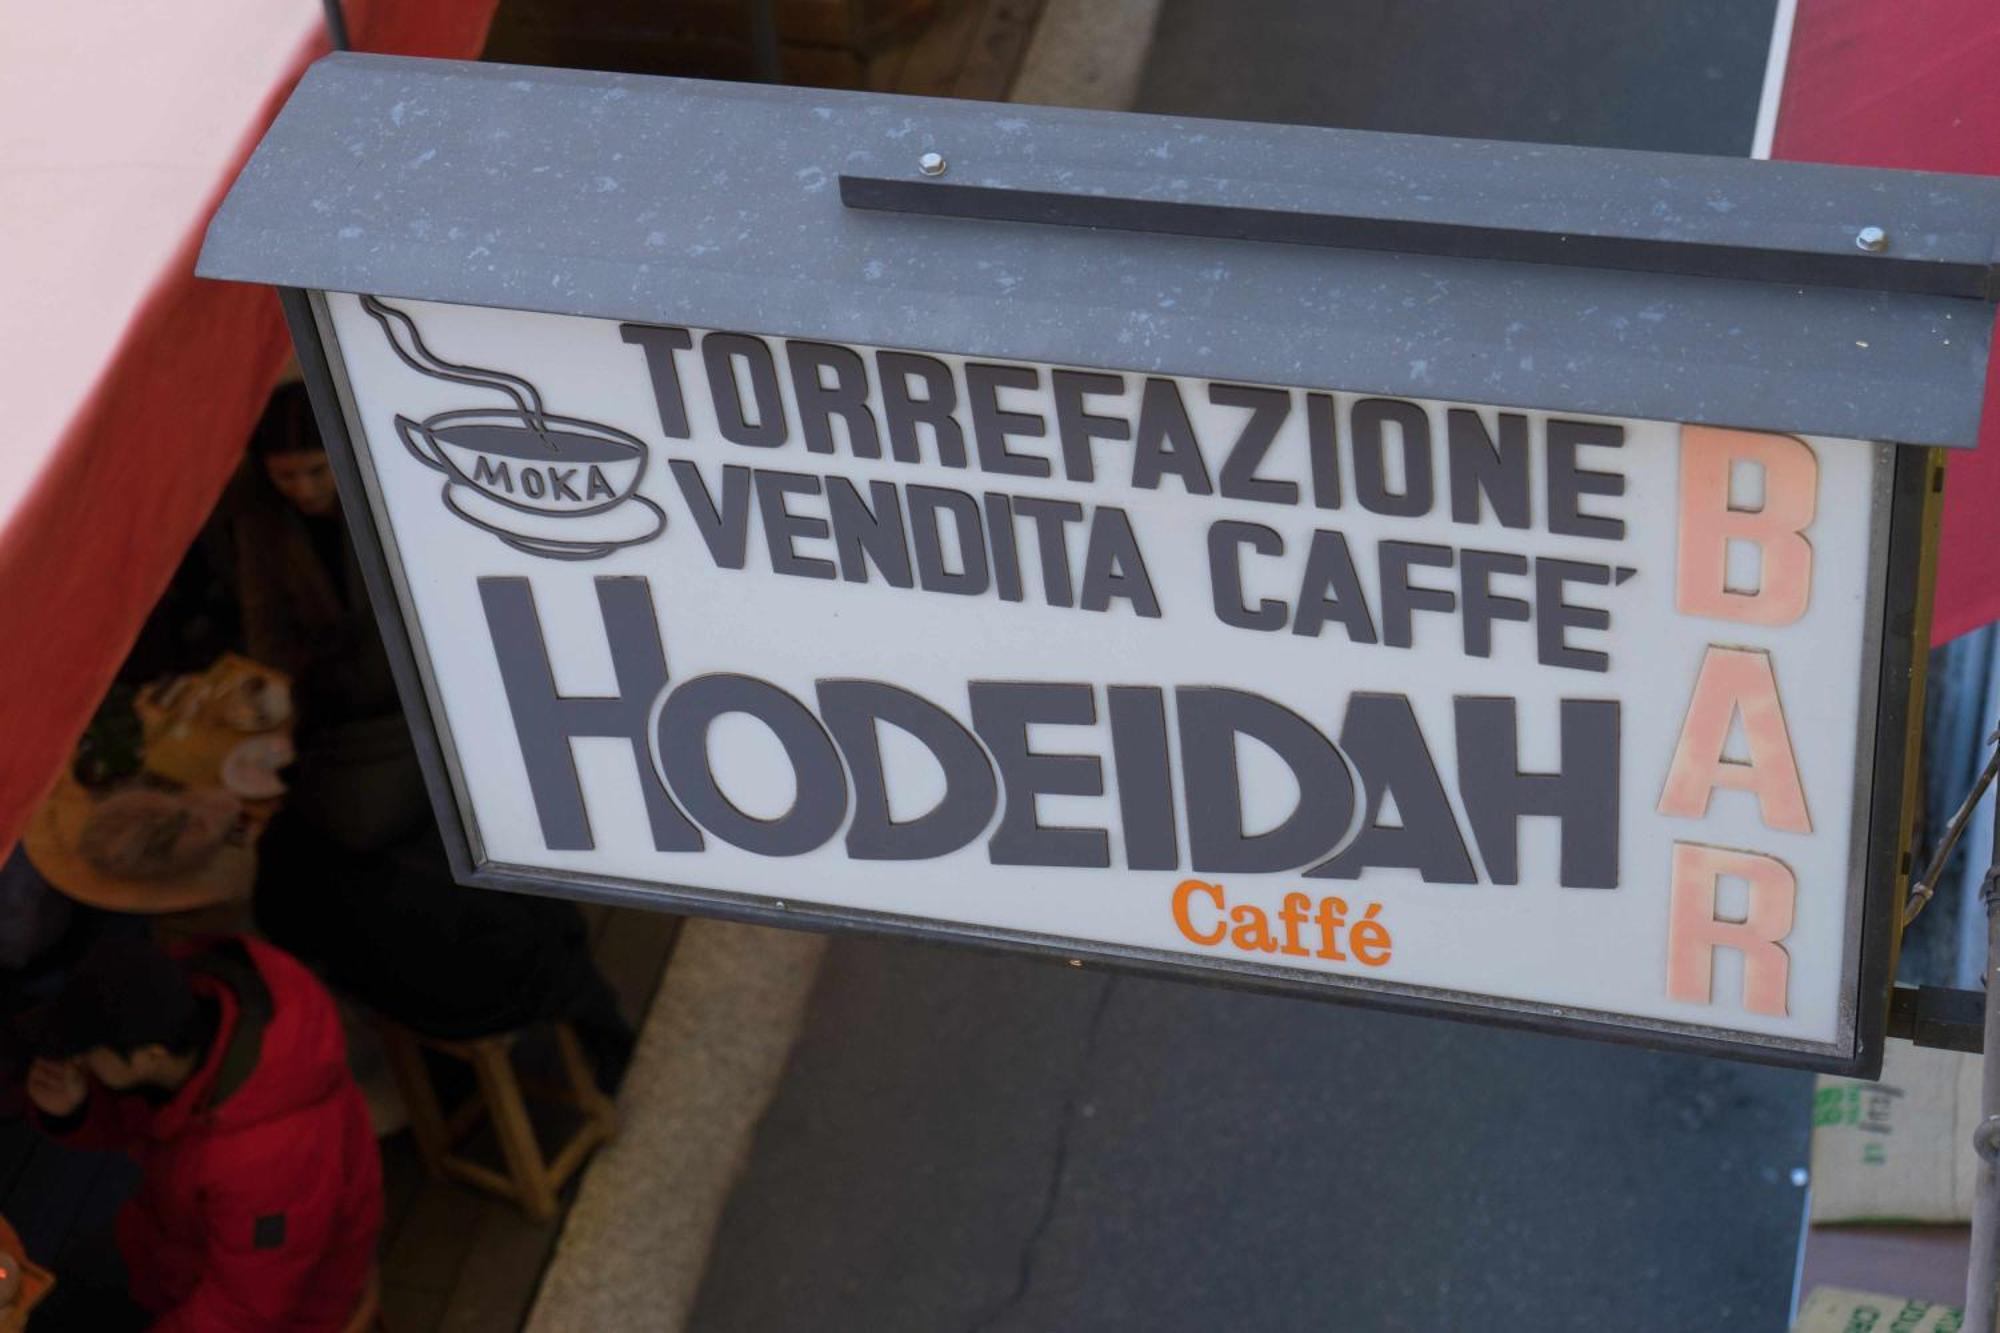 MOKA
TORREFAZIONE
VENDITA CAFFE'
HODEIDAH
Caffé
BAR